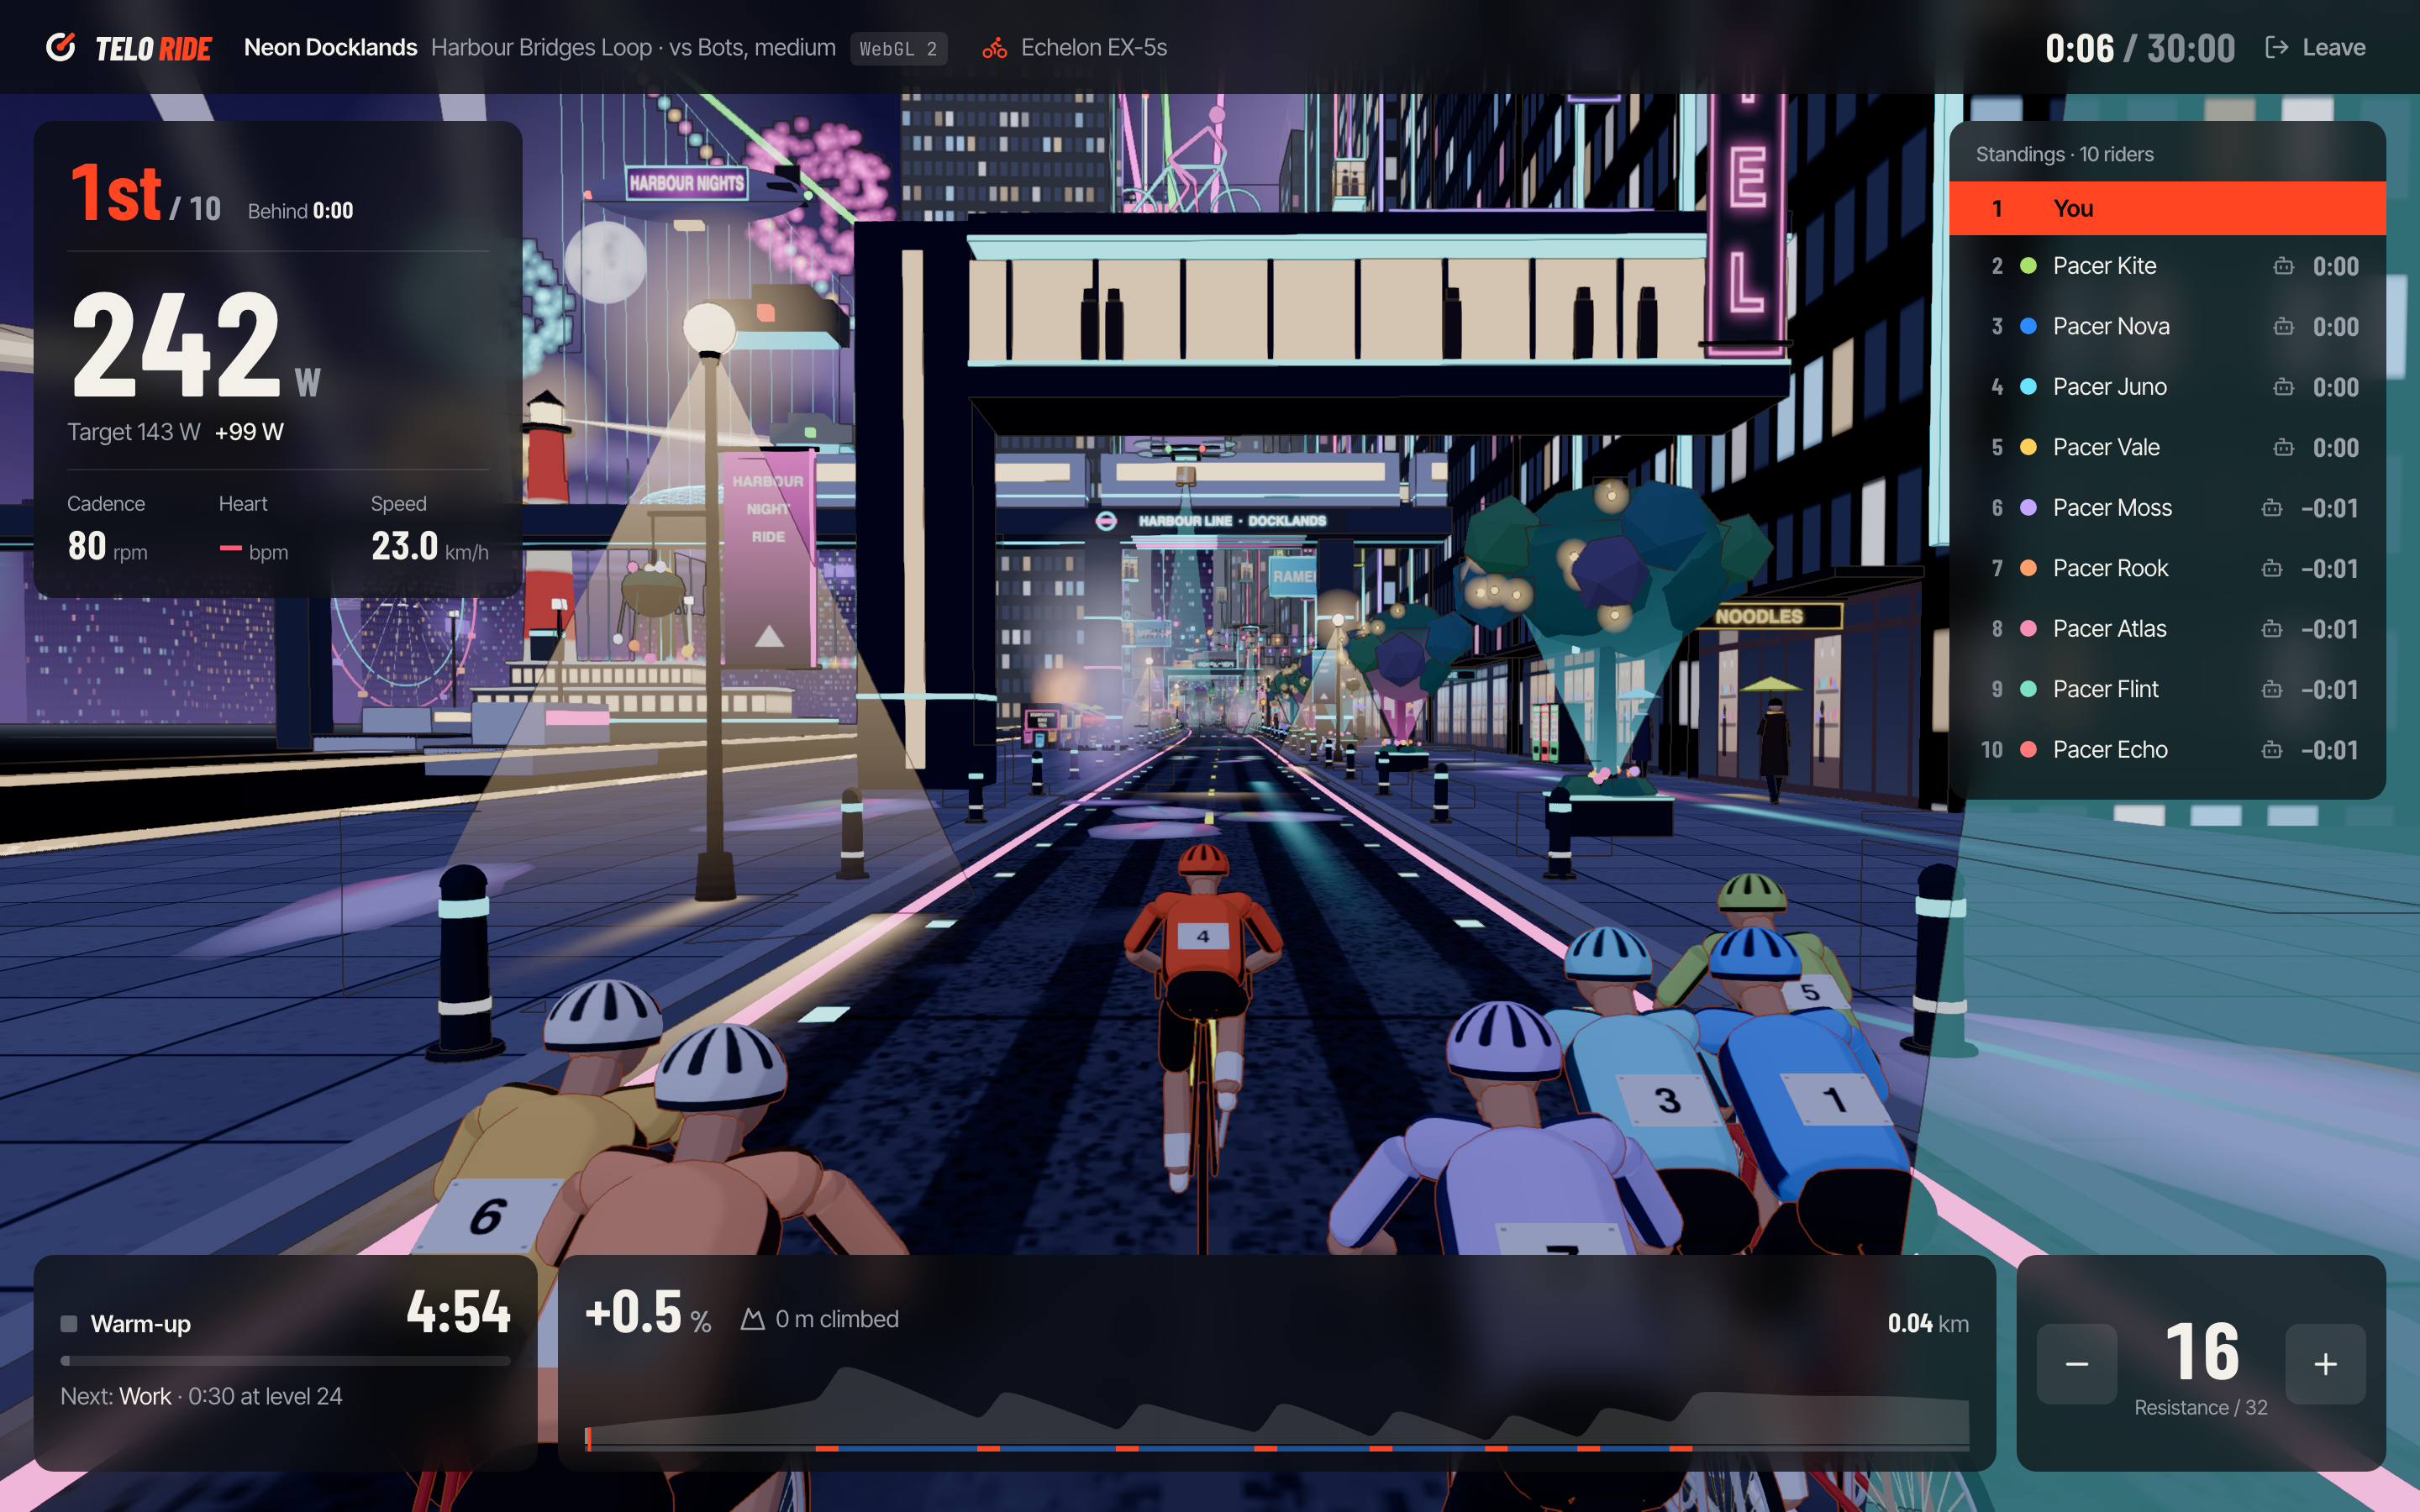 TELO RIDE Neon Docklands Harbour Bridges Loop · vs Bots, medium WebGL 2 Echelon EX-5s 0:06 / 30:00 Leave
1st / 10 Behind 0:00
242 W
Target 143 W +99 W
Cadence Heart Speed
80 rpm – bpm 23.0 km/h
HARBOUR NIGHTS
E
L
HARBOUR
NIGHT
RIDE
HARBOUR LINE · DOCKLANDS
NOODLES
Standings · 10 riders
1 You
2 Pacer Kite 0:00
3 Pacer Nova 0:00
4 Pacer Juno 0:00
5 Pacer Vale 0:00
6 Pacer Moss –0:01
7 Pacer Rook –0:01
8 Pacer Atlas –0:01
9 Pacer Flint –0:01
10 Pacer Echo –0:01
4
5
3
1
6
Warm-up 4:54
Next: Work · 0:30 at level 24
+0.5 % 0 m climbed 0.04 km
– 16 +
Resistance / 32